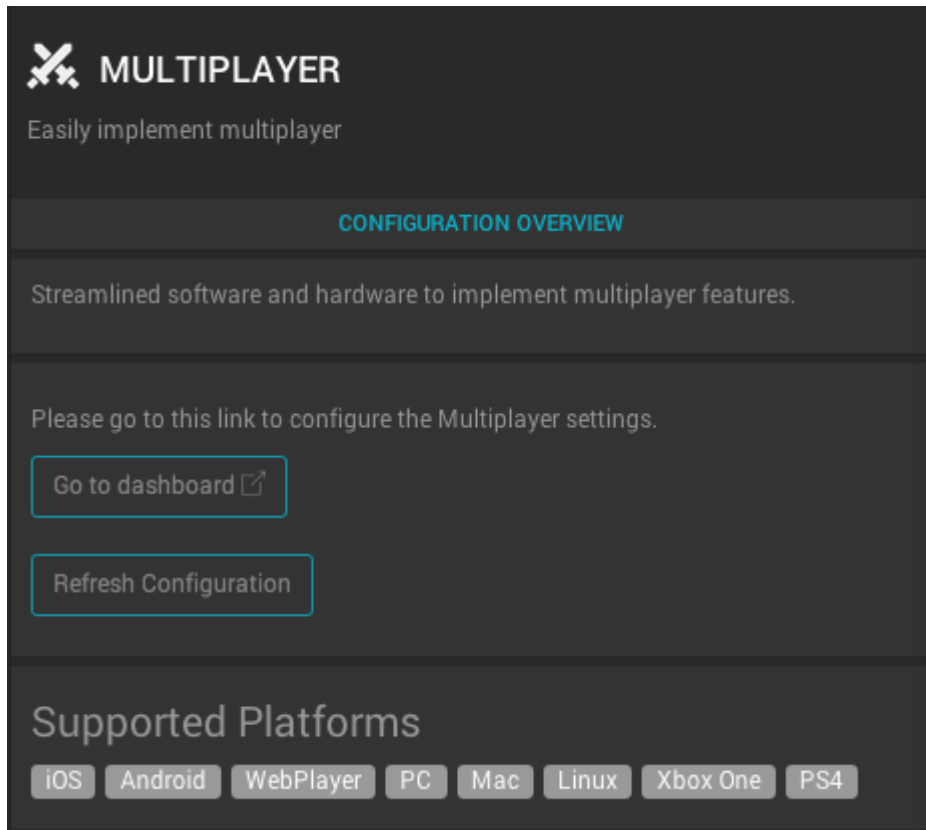 MULTIPLAYER
Easily implement multiplayer
CONFIGURATION OVERVIEW
Streamlined software and hardware to implement multiplayer features.
Please go to this link to configure the Multiplayer settings.
Go to dashboard
Refresh Configuration
Supported Platforms
iOS Android WebPlayer PC Mac Linux Xbox One PS4